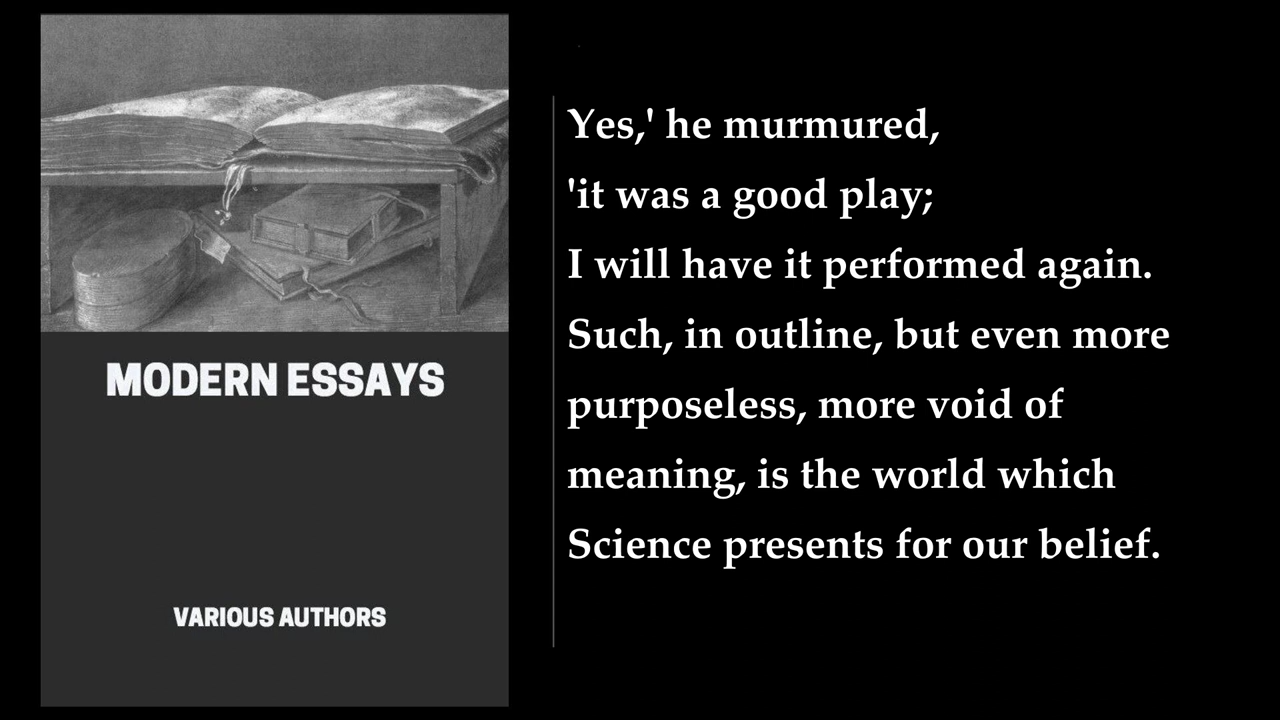 MODERN ESSAYS
VARIOUS AUTHORS
Yes,' he murmured,
'it was a good play;
I will have it performed again.
Such, in outline, but even more
purposeless, more void of
meaning, is the world which
Science presents for our belief.